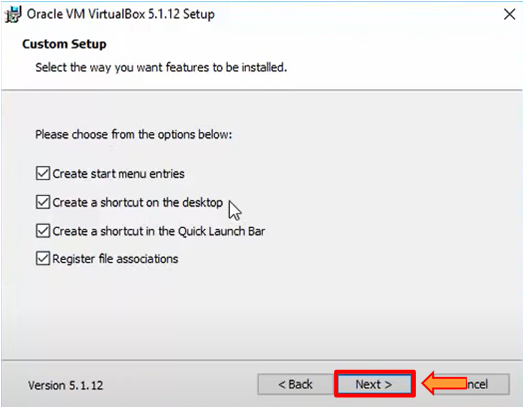 Oracle VM VirtualBox 5.1.12 Setup
Custom Setup
Select the way you want features to be installed.
Please choose from the options below:
Create start menu entries
Create a shortcut on the desktop
Create a shortcut in the Quick Launch Bar
Register file associations
Version 5.1.12
< Back
Next >
ncel